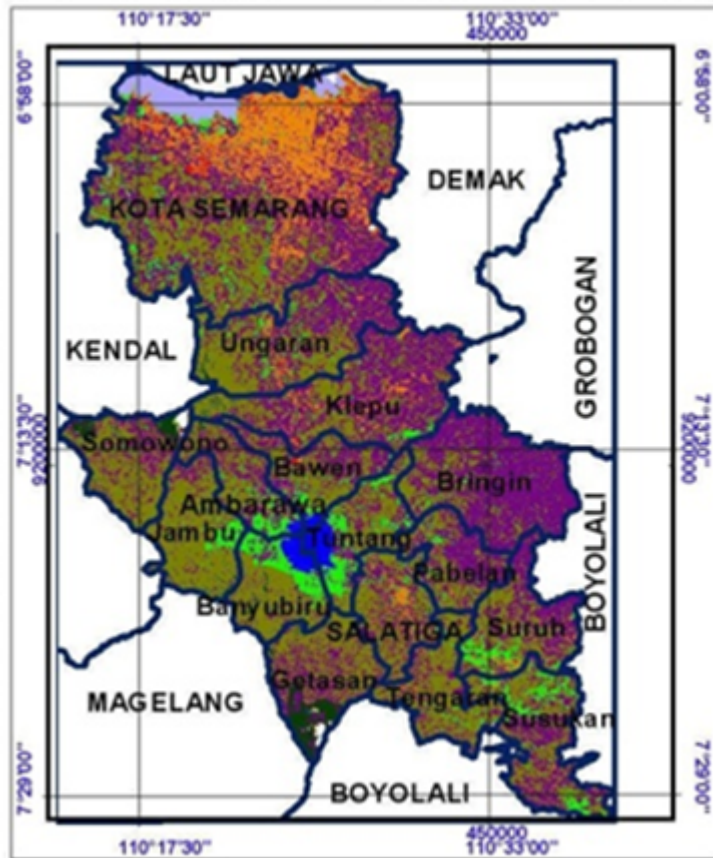 110°17'30" 110°33'00"
450000
6°58'00" 6°58'00"
LAUT JAWA
DEMAK
KOTA SEMARANG
GROBOGAN
KENDAL
Ungaran
Klepu
7°13'30" 7°13'30"
9200000 9200000
Somowono
Bawen
Bringin
Ambarawa
Jambu
Tuntang
Pabelan
BOYOLALI
Banyubiru
SALATIGA
Suruh
Getasan
MAGELANG
Tengaran
Susukan
7°29'00" 7°29'00"
BOYOLALI
450000
110°17'30" 110°33'00"